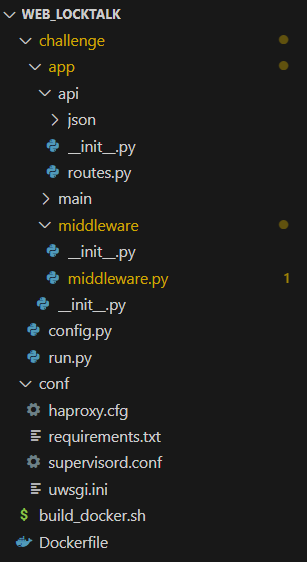 WEB_LOCKTALK
challenge
app
api
json
__init__.py
routes.py
main
middleware
__init__.py
middleware.py 1
__init__.py
config.py
run.py
conf
haproxy.cfg
requirements.txt
supervisord.conf
uwsgi.ini
$ build_docker.sh
Dockerfile